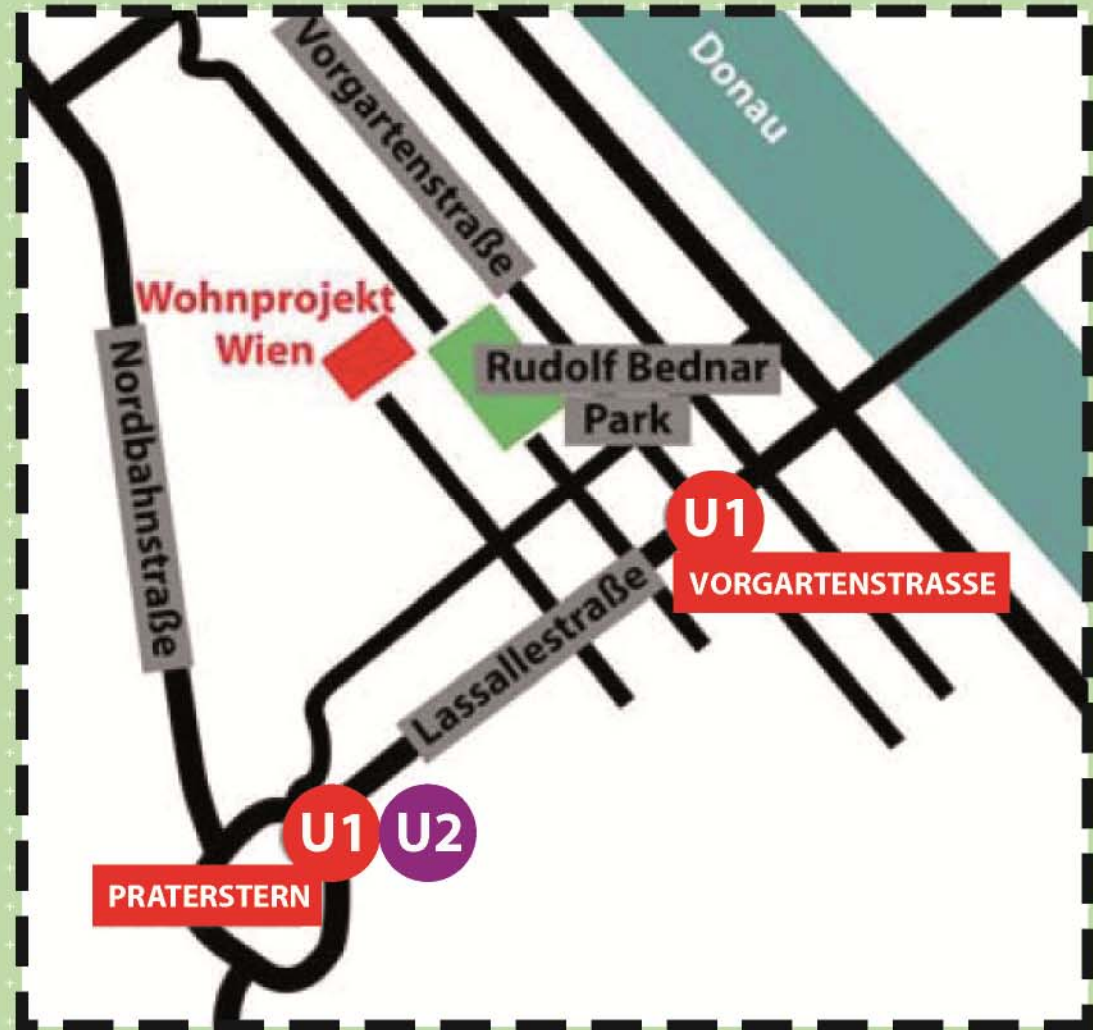 Donau
Vorgartenstraße
Wohnprojekt
Wien
Nordbahnstraße
Rudolf Bednar
Park
U1
VORGARTENSTRASSE
Lassallestraße
U1 U2
PRATERSTERN